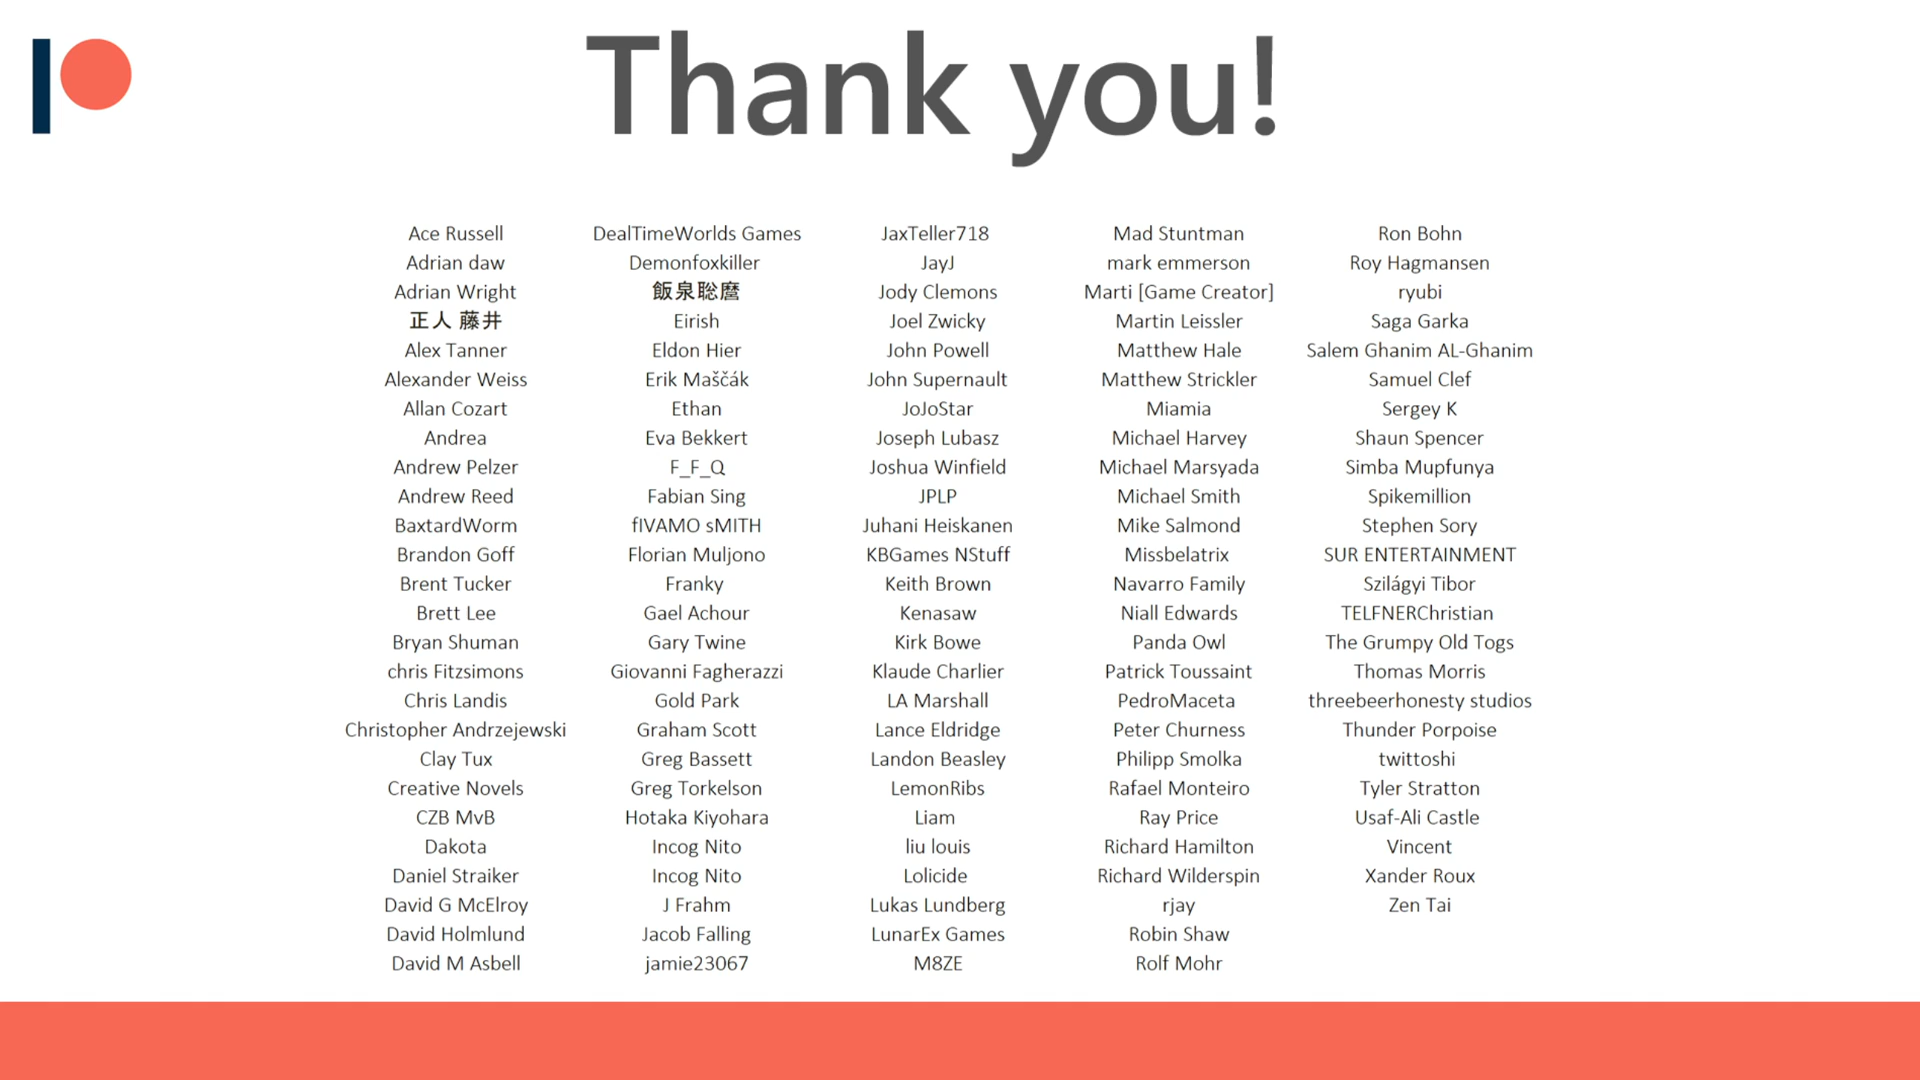 Thank you!
Ace Russell
Adrian daw
Adrian Wright
正人 藤井
Alex Tanner
Alexander Weiss
Allan Cozart
Andrea
Andrew Pelzer
Andrew Reed
BaxtardWorm
Brandon Goff
Brent Tucker
Brett Lee
Bryan Shuman
chris Fitzsimons
Chris Landis
Christopher Andrzejewski
Clay Tux
Creative Novels
CZB MvB
Dakota
Daniel Straiker
David G McElroy
David Holmlund
David M Asbell
DealTimeWorlds Games
Demonfoxkiller
飯泉聡麿
Eirish
Eldon Hier
Erik Maščák
Ethan
Eva Bekkert
F_F_Q
Fabian Sing
fIVAMO sMITH
Florian Muljono
Franky
Gael Achour
Gary Twine
Giovanni Fagherazzi
Gold Park
Graham Scott
Greg Bassett
Greg Torkelson
Hotaka Kiyohara
Incog Nito
Incog Nito
J Frahm
Jacob Falling
jamie23067
JaxTeller718
JayJ
Jody Clemons
Joel Zwicky
John Powell
John Supernault
JoJoStar
Joseph Lubasz
Joshua Winfield
JPLP
Juhani Heiskanen
KBGames NStuff
Keith Brown
Kenasaw
Kirk Bowe
Klaude Charlier
LA Marshall
Lance Eldridge
Landon Beasley
LemonRibs
Liam
liu louis
Lolicide
Lukas Lundberg
LunarEx Games
M8ZE
Mad Stuntman
mark emmerson
Marti [Game Creator]
Martin Leissler
Matthew Hale
Matthew Strickler
Miamia
Michael Harvey
Michael Marsyada
Michael Smith
Mike Salmond
Missbelatrix
Navarro Family
Niall Edwards
Panda Owl
Patrick Toussaint
PedroMaceta
Peter Churness
Philipp Smolka
Rafael Monteiro
Ray Price
Richard Hamilton
Richard Wilderspin
rjay
Robin Shaw
Rolf Mohr
Ron Bohn
Roy Hagmansen
ryubi
Saga Garka
Salem Ghanim AL-Ghanim
Samuel Clef
Sergey K
Shaun Spencer
Simba Mupfunya
Spikemillion
Stephen Sory
SUR ENTERTAINMENT
Szilágyi Tibor
TELFNERChristian
The Grumpy Old Togs
Thomas Morris
threebeerhonesty studios
Thunder Porpoise
twittoshi
Tyler Stratton
Usaf-Ali Castle
Vincent
Xander Roux
Zen Tai